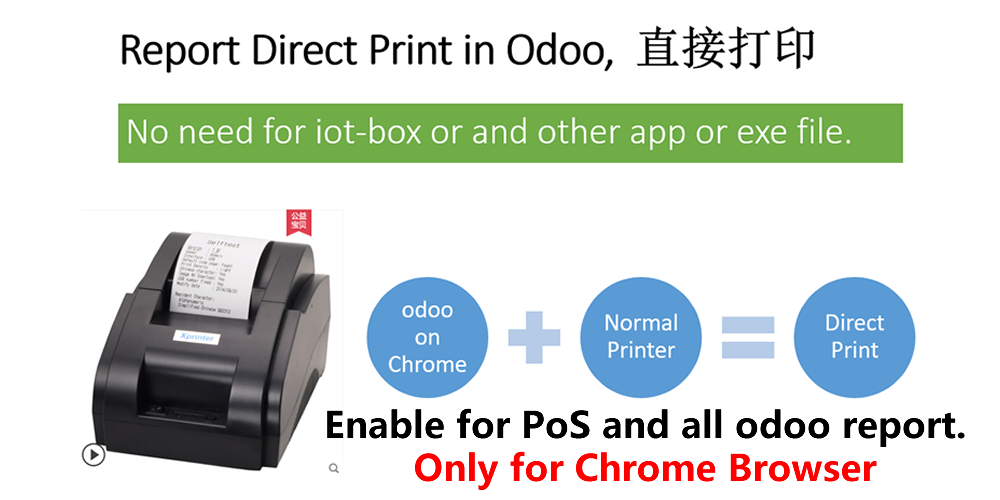 Report Direct Print in Odoo, 直接打印
No need for iot-box or and other app or exe file.
公益
宝贝
Selftest
Xprinter
odoo
on
Chrome
Normal
Printer
Direct
Print
Enable for PoS and all odoo report.
Only for Chrome Browser